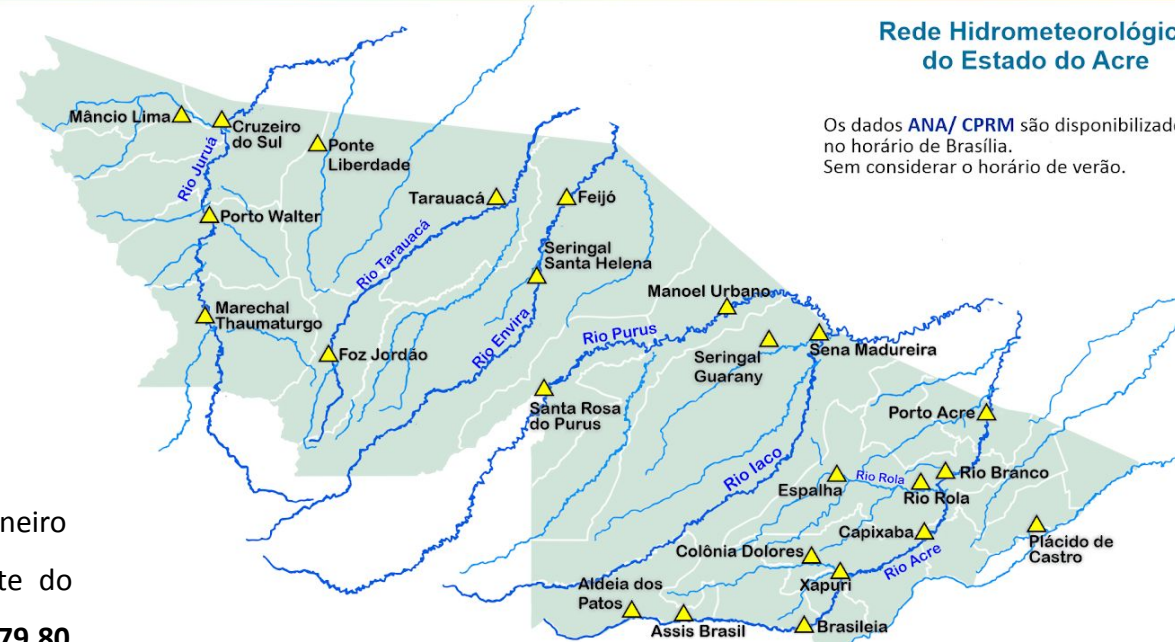 Rede Hidrometeorológic
do Estado do Acre
Os dados ANA/ CPRM são disponibilizado
no horário de Brasília.
Sem considerar o horário de verão.
Mâncio Lima
Cruzeiro
do Sul
Ponte
Liberdade
Rio Juruá
Porto Walter
Tarauacá
Feijó
Rio Tarauacá
Seringal
Santa Helena
Marechal
Thaumaturgo
Foz Jordão
Rio Envira
Manoel Urbano
Rio Purus
Seringal
Guarany
Sena Madureira
Santa Rosa
do Purus
Porto Acre
Rio Iaco
Espalha
Rio Rola
Rio Rola
Rio Branco
Capixaba
Plácido de
Castro
Colônia Dolores
Xapuri
Rio Acre
Aldeia dos
Patos
Assis Brasil
Brasileia
neiro
te do
79,80